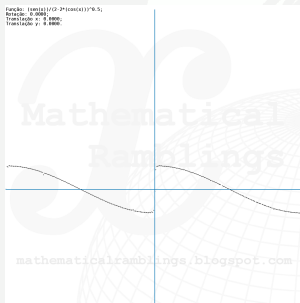 Função: (sen(x))/(2-2*(cos(x)))^0.5;
Rotação: 0.0000;
Translação x: 0.0000;
Translação y: 0.0000.
Mathematical
Ramblings
mathematicalramblings.blogspot.com